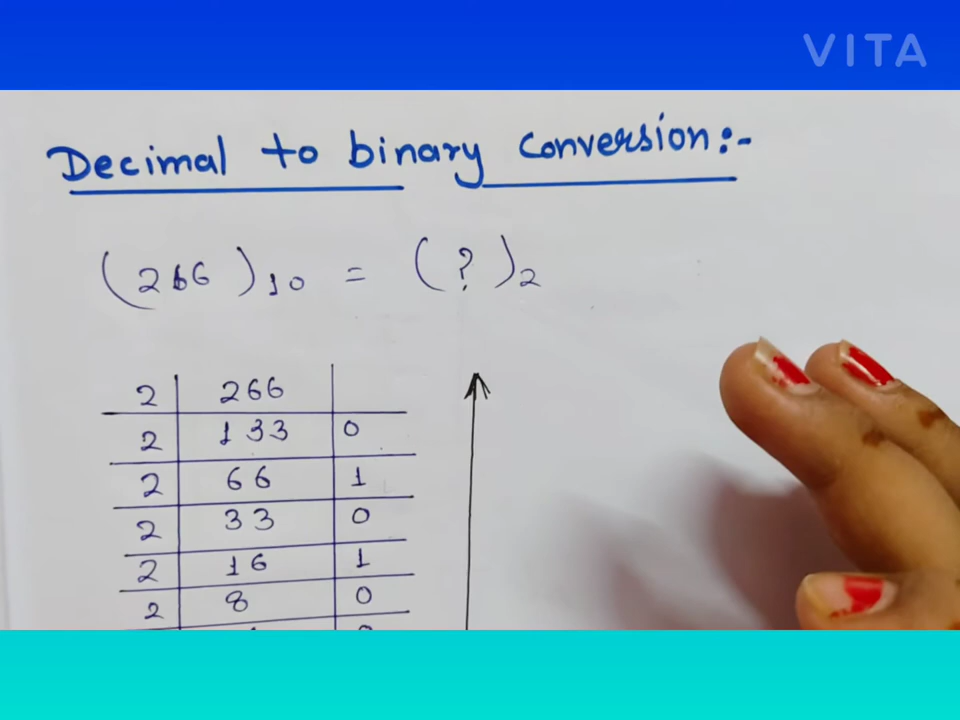 VITA
Decimal to binary conversion:-
(266)10 = (?)2
2 266
2 133 0
2 66 1
2 33 0
2 16 1
2 8 0